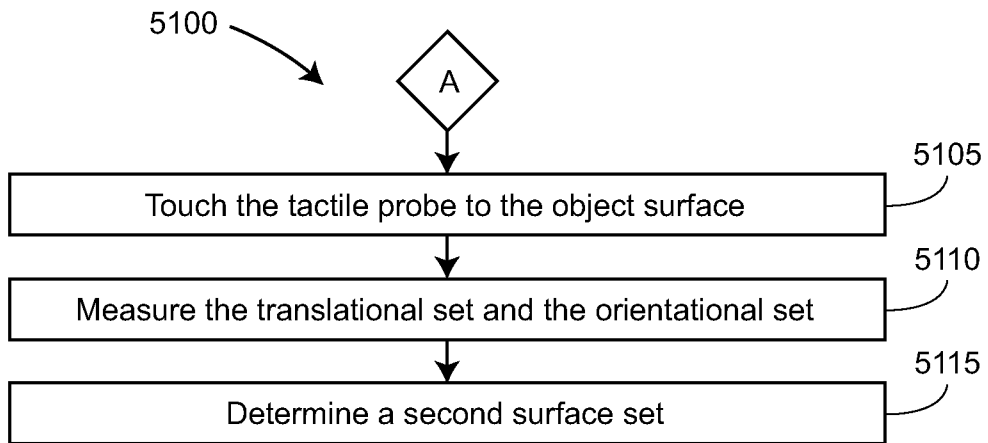 5100
A
5105
Touch the tactile probe to the object surface
5110
Measure the translational set and the orientational set
5115
Determine a second surface set